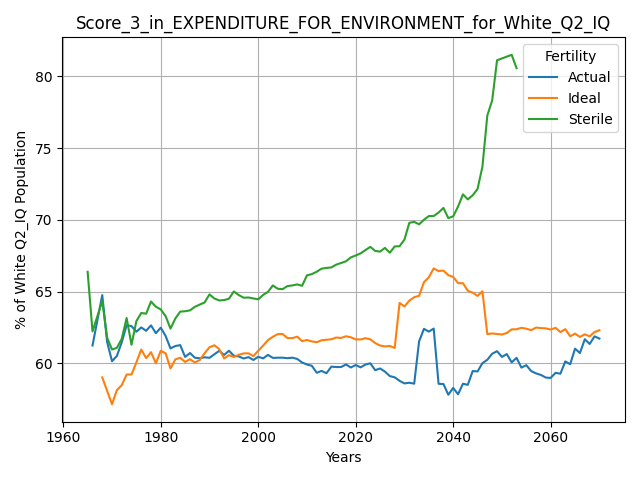 Score_3_in_EXPENDITURE_FOR_ENVIRONMENT_for_White_Q2_IQ
% of White Q2_IQ Population
80
75
70
65
60
Fertility
Actual
Ideal
Sterile
1960 1980 2000 2020 2040 2060
Years